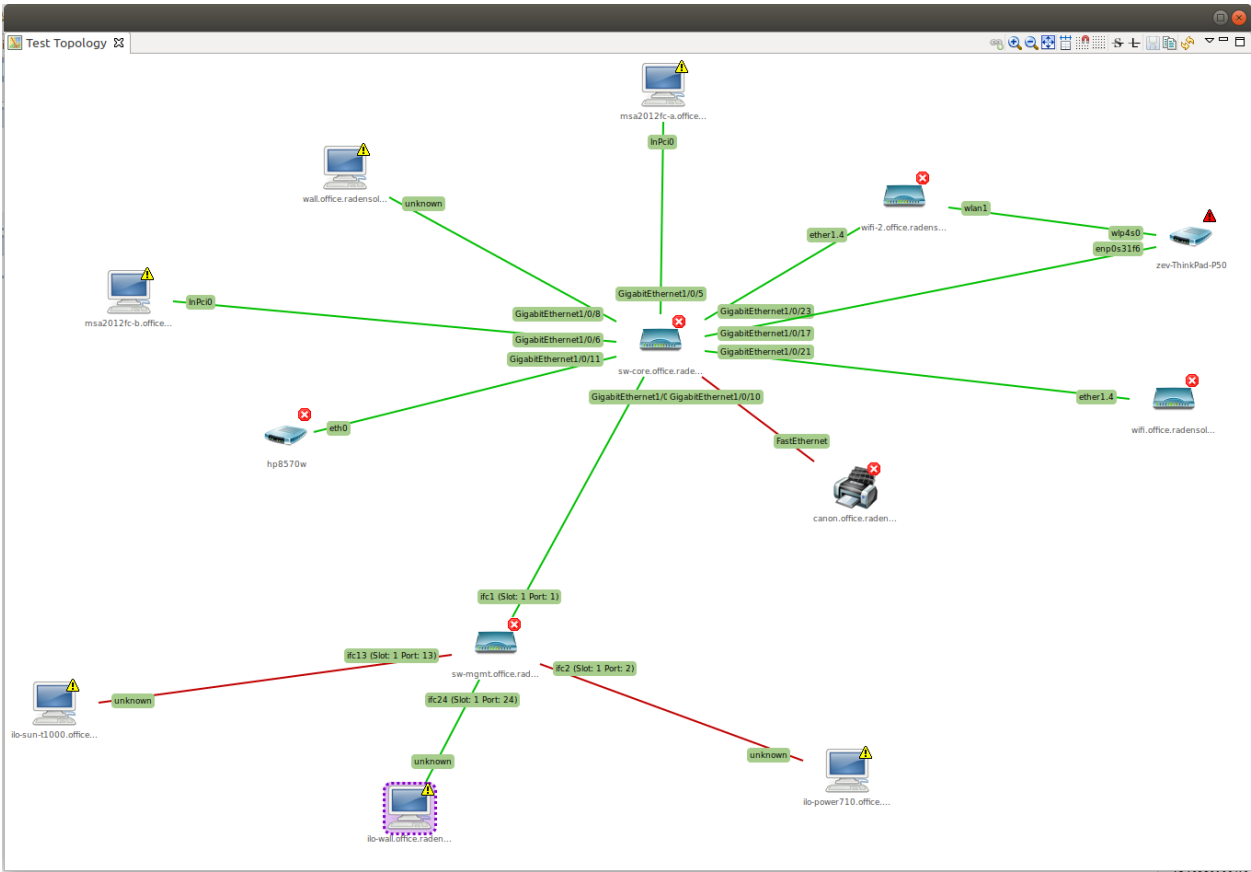 Test Topology
msa2012fc-a.office...
lnPci0
wall.office.radensol...
unknown
wifi-2.office.radens...
wlan1
ether1.4
wlp4s0
enp0s31f6
zev-ThinkPad-P50
msa2012fc-b.office...
lnPci0
GigabitEthernet1/0/5
GigabitEthernet1/0/8
GigabitEthernet1/0/23
GigabitEthernet1/0/17
GigabitEthernet1/0/6
GigabitEthernet1/0/21
GigabitEthernet1/0/11
sw-core.office.rade...
GigabitEthernet1/0
GigabitEthernet1/0/10
ether1.4
wifi.office.radensol...
eth0
hp8570w
FastEthernet
canon.office.raden...
ifc1 (Slot: 1 Port: 1)
ifc13 (Slot: 1 Port: 13)
sw-mgmt.office.rad...
ifc2 (Slot: 1 Port: 2)
ifc24 (Slot: 1 Port: 24)
unknown
ilo-sun-t1000.office...
unknown
unknown
ilo-power710.office....
ilo-wall.office.raden...